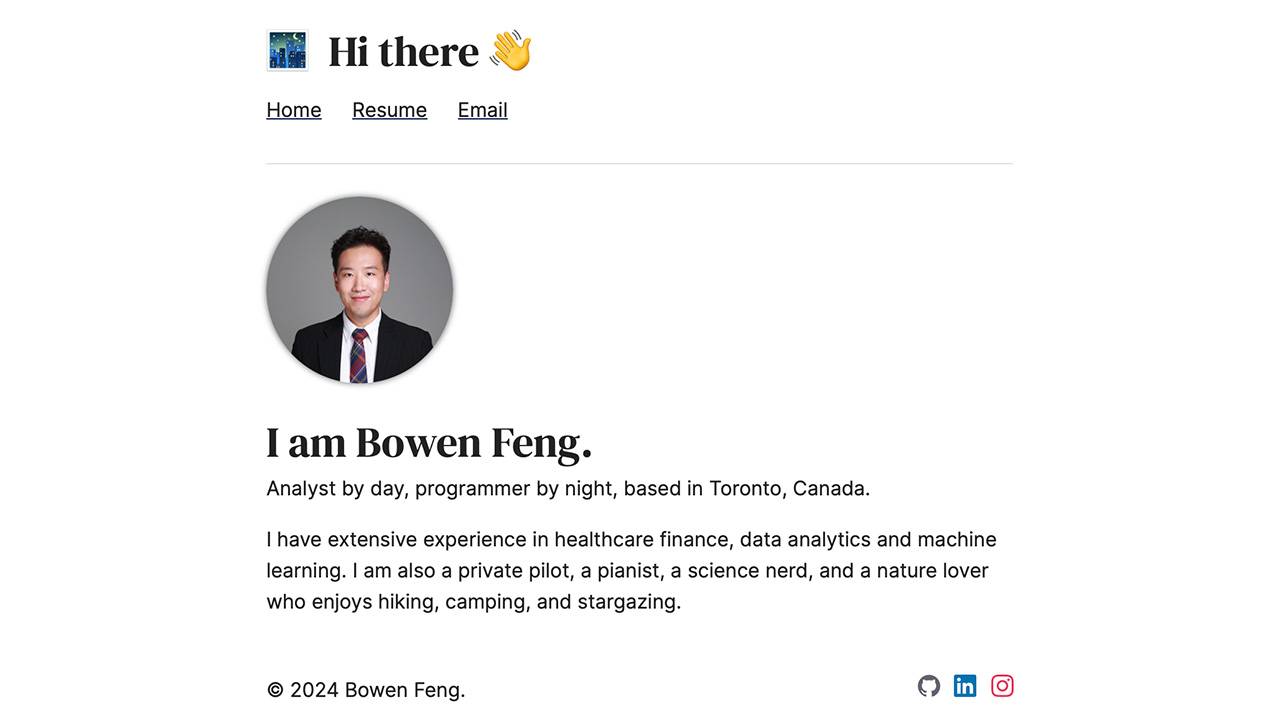 Hi there 👋
Home Resume Email
I am Bowen Feng.
Analyst by day, programmer by night, based in Toronto, Canada.
I have extensive experience in healthcare finance, data analytics and machine
learning. I am also a private pilot, a pianist, a science nerd, and a nature lover
who enjoys hiking, camping, and stargazing.
© 2024 Bowen Feng.